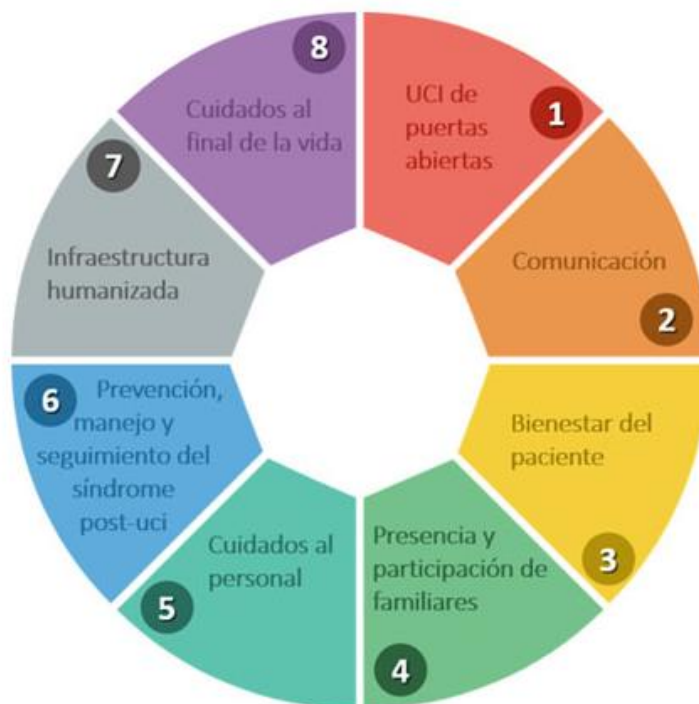 1
UCI de
puertas
abiertas
2
Comunicación
3
Bienestar del
paciente
4
Presencia y
participación de
familiares
5
Cuidados al
personal
6
Prevención,
manejo y
seguimiento del
síndrome
post-uci
7
Infraestructura
humanizada
8
Cuidados al
final de la vida